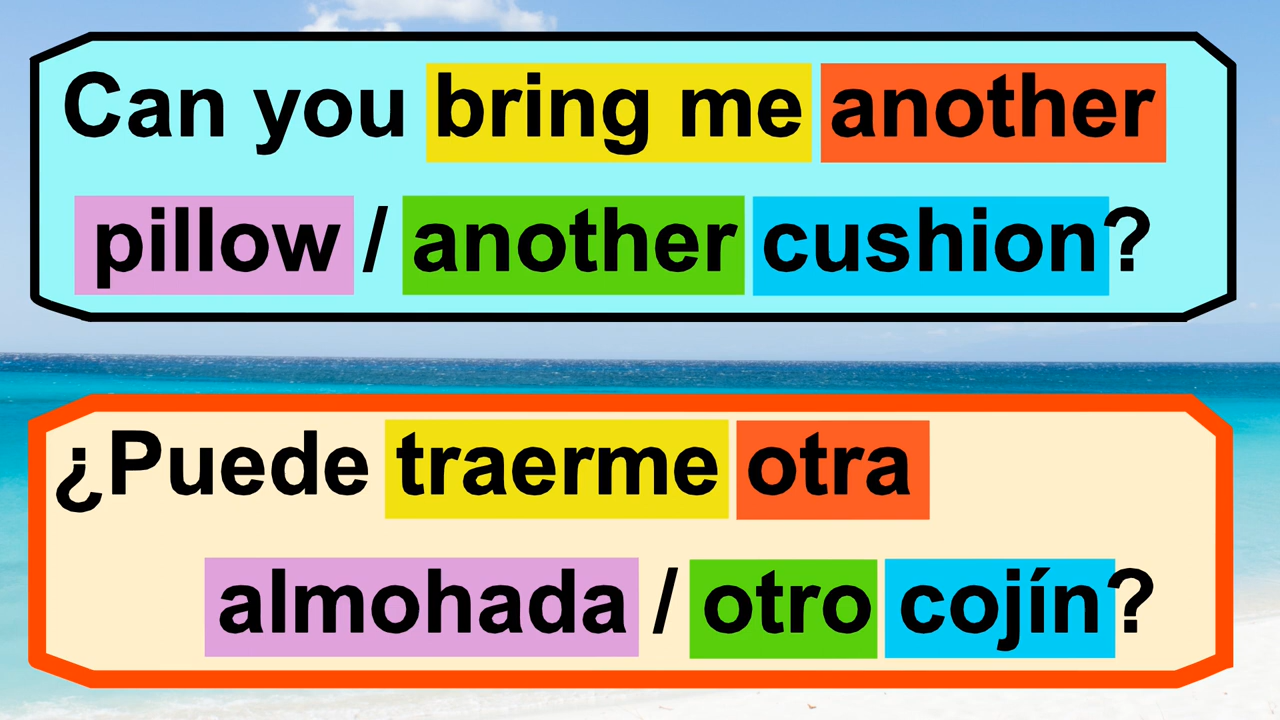 Can you bring me another
pillow / another cushion?
¿Puede traerme otra
almohada / otro cojín?